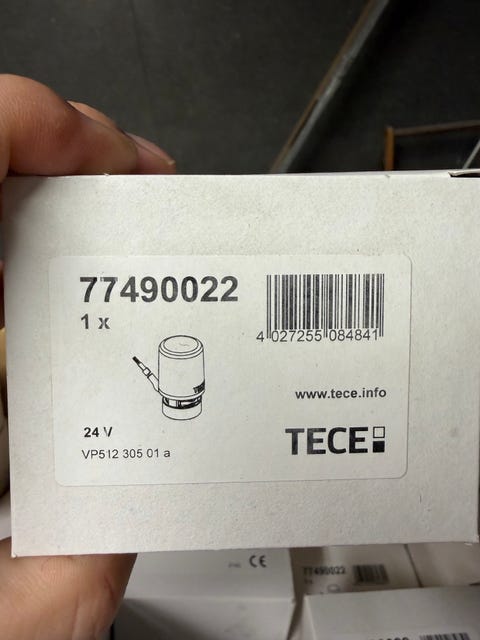 77490022
1 x
4 027255 084841
www.tece.info
24 V
TECE
VP512 305 01 a
CE
77490022